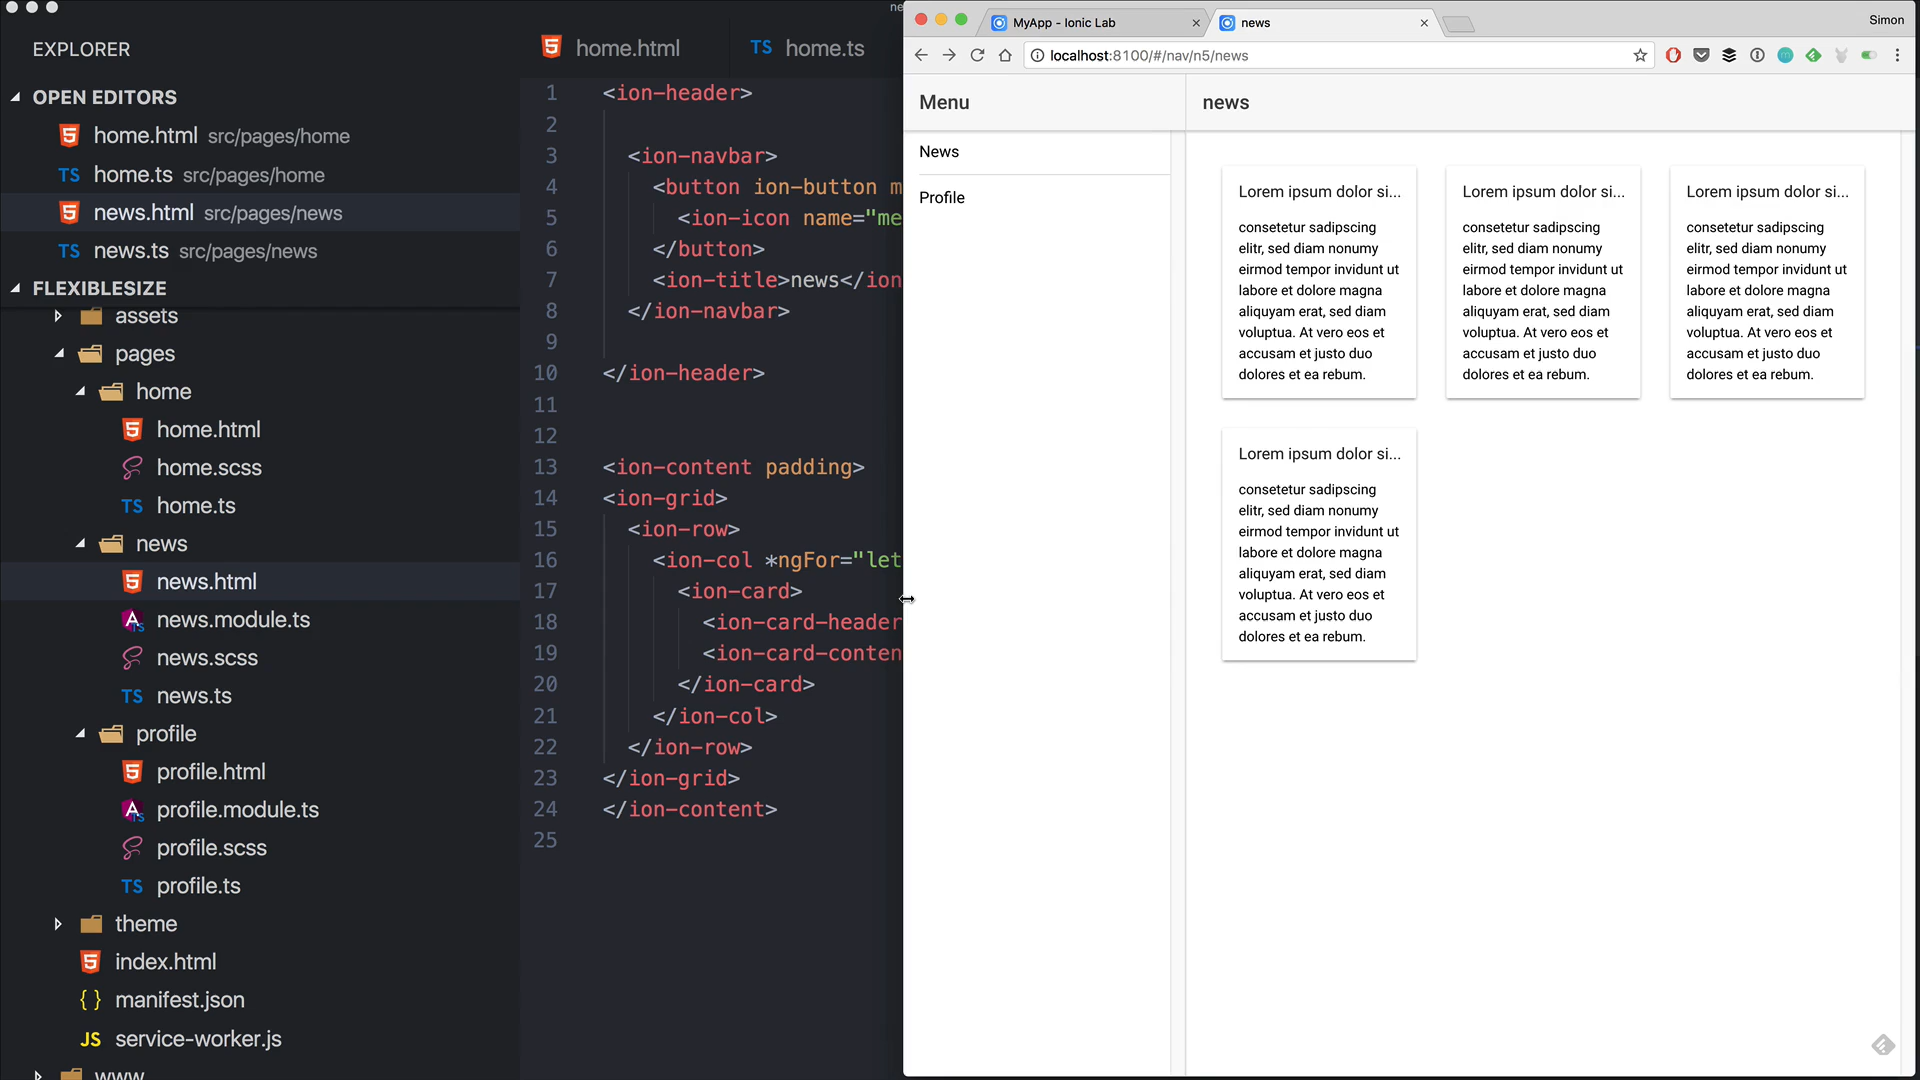 EXPLORER
OPEN EDITORS
home.html src/pages/home
TS home.ts src/pages/home
news.html src/pages/news
TS news.ts src/pages/news
FLEXIBLESIZE
assets
pages
home
home.html
home.scss
TS home.ts
news
news.html
news.module.ts
news.scss
TS news.ts
profile
profile.html
profile.module.ts
profile.scss
TS profile.ts
theme
index.html
{ } manifest.json
JS service-worker.js
www
ne
home.html
TS home.ts
1 <ion-header>
2
3 <ion-navbar>
4 <button ion-button m
5 <ion-icon name="me
6 </button>
7 <ion-title>news</ion
8 </ion-navbar>
9
10 </ion-header>
11
12
13 <ion-content padding>
14 <ion-grid>
15 <ion-row>
16 <ion-col *ngFor="let
17 <ion-card>
18 <ion-card-header
19 <ion-card-conten
20 </ion-card>
21 </ion-col>
22 </ion-row>
23 </ion-grid>
24 </ion-content>
25
MyApp - Ionic Lab
news
Simon
localhost:8100/#/nav/n5/news
Menu
news
News
Profile
Lorem ipsum dolor si...
consetetur sadipscing
elitr, sed diam nonumy
eirmod tempor invidunt ut
labore et dolore magna
aliquyam erat, sed diam
voluptua. At vero eos et
accusam et justo duo
dolores et ea rebum.
Lorem ipsum dolor si...
consetetur sadipscing
elitr, sed diam nonumy
eirmod tempor invidunt ut
labore et dolore magna
aliquyam erat, sed diam
voluptua. At vero eos et
accusam et justo duo
dolores et ea rebum.
Lorem ipsum dolor si...
consetetur sadipscing
elitr, sed diam nonumy
eirmod tempor invidunt ut
labore et dolore magna
aliquyam erat, sed diam
voluptua. At vero eos et
accusam et justo duo
dolores et ea rebum.
Lorem ipsum dolor si...
consetetur sadipscing
elitr, sed diam nonumy
eirmod tempor invidunt ut
labore et dolore magna
aliquyam erat, sed diam
voluptua. At vero eos et
accusam et justo duo
dolores et ea rebum.